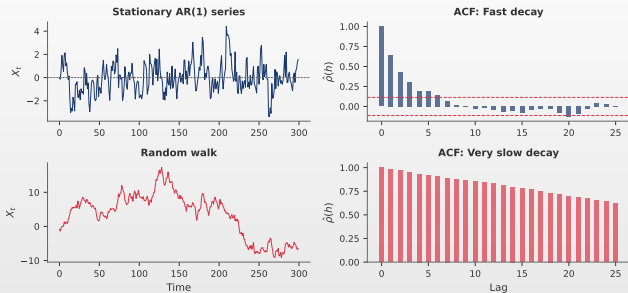 Stationary AR(1) series
X_t
4
2
0
−2
0 50 100 150 200 250 300
ACF: Fast decay
ρ̂(h)
1.00
0.75
0.50
0.25
0.00
0 5 10 15 20 25
Random walk
X_t
10
0
−10
0 50 100 150 200 250 300
Time
ACF: Very slow decay
ρ̂(h)
1.00
0.75
0.50
0.25
0.00
0 5 10 15 20 25
Lag